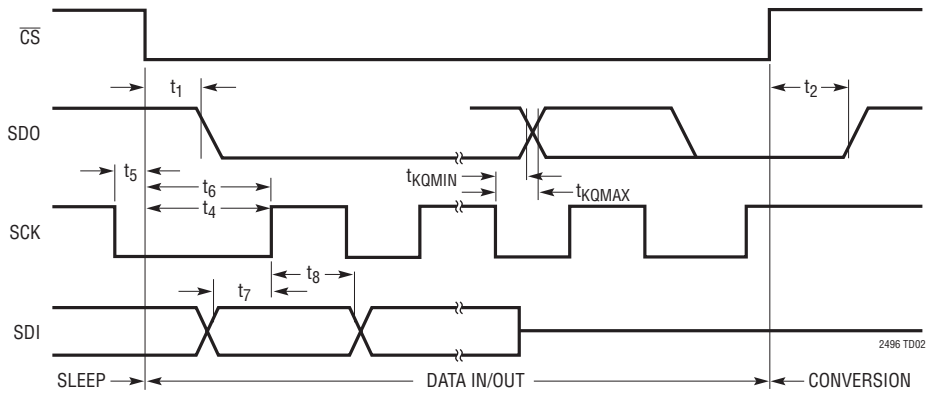 CS
t1
t2
SDO
t5
t6
tKQMIN
t4
tKQMAX
SCK
t8
t7
SDI
2496 TD02
SLEEP
DATA IN/OUT
CONVERSION